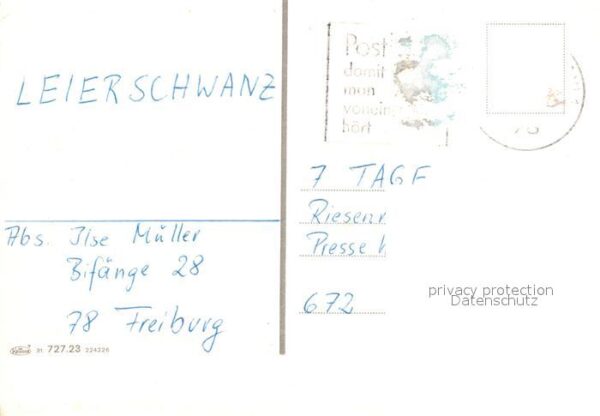 LEIERSCHWANZ
Abs. Ilse Müller
Bifänge 28
78 Freiburg
31. 727.23 224226
Post
damit
man
vonein
hört
7 TAGE
Riesen
Presse
672
privacy protection
Datenschutz